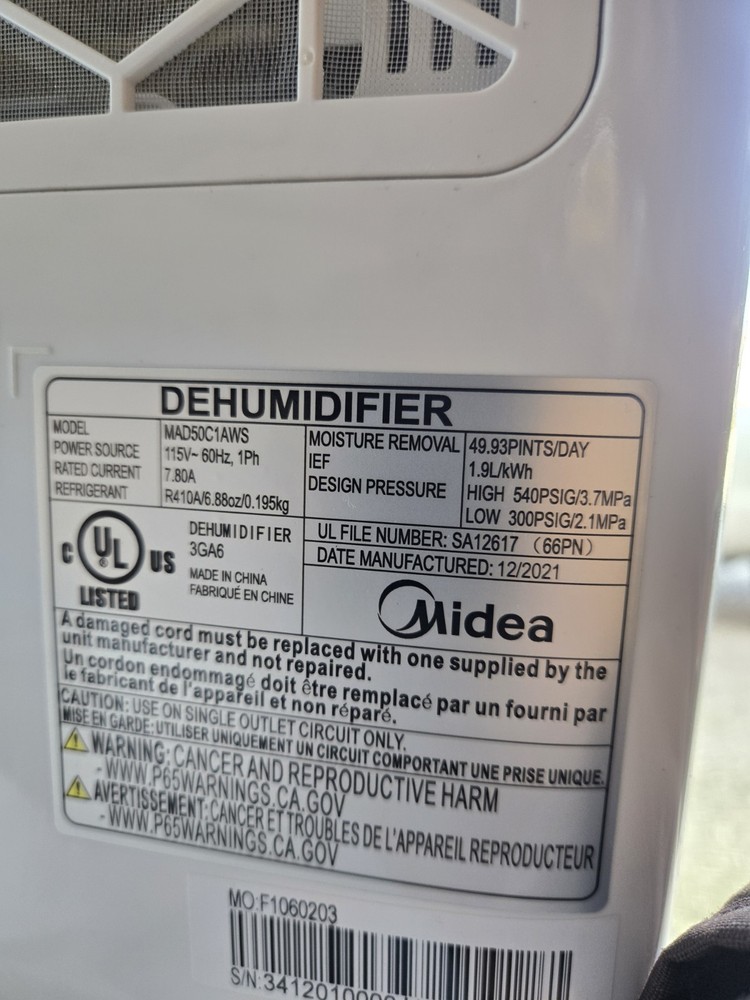 DEHUMIDIFIER
MODEL MAD50C1AWS
POWER SOURCE 115V~ 60Hz, 1Ph
RATED CURRENT 7.80A
REFRIGERANT R410A/6.88oz/0.195kg
MOISTURE REMOVAL 49.93PINTS/DAY
IEF 1.9L/kWh
DESIGN PRESSURE HIGH 540PSIG/3.7MPa
LOW 300PSIG/2.1MPa
C UL ® US
LISTED
DEHUMIDIFIER
3GA6
MADE IN CHINA
FABRIQUÉ EN CHINE
UL FILE NUMBER: SA12617 (66PN)
DATE MANUFACTURED: 12/2021
Midea
A damaged cord must be replaced with one supplied by the
unit manufacturer and not repaired.
Un cordon endommagé doit être remplacé par un fourni par
le fabricant de l'appareil et non réparé.
CAUTION: USE ON SINGLE OUTLET CIRCUIT ONLY.
MISE EN GARDE: UTILISER UNIQUEMENT UN CIRCUIT COMPORTANT UNE PRISE UNIQUE.
WARNING: CANCER AND REPRODUCTIVE HARM
- WWW.P65WARNINGS.CA.GOV
AVERTISSEMENT: CANCER ET TROUBLES DE L'APPAREIL REPRODUCTEUR
- WWW.P65WARNINGS.CA.GOV
MO:F1060203
S/N: